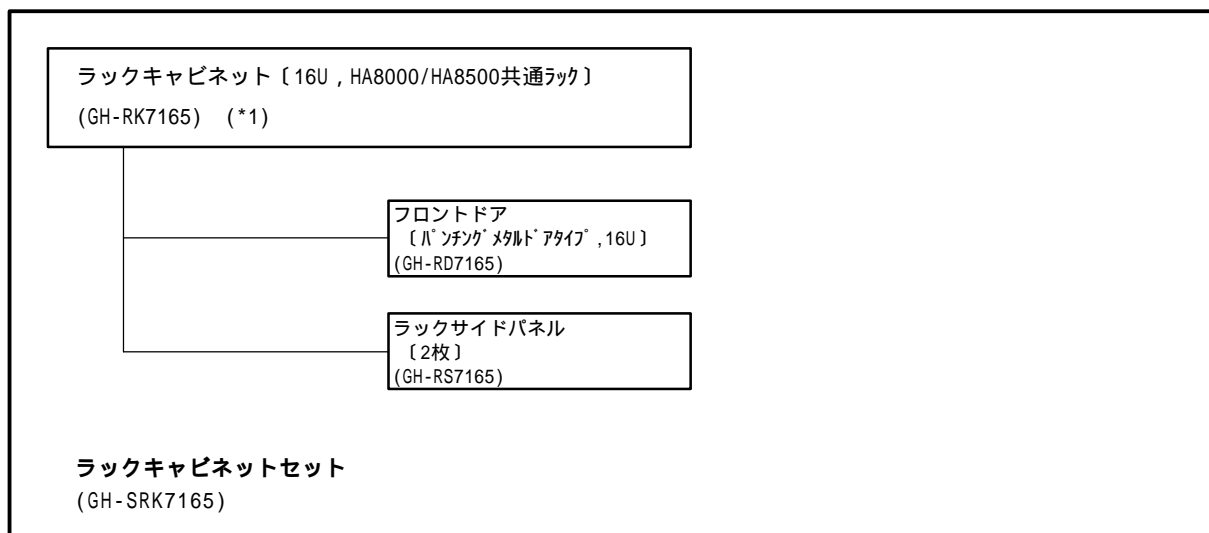 ラックキャビネット〔16U , HA8000/HA8500共通ﾗｯｸ〕
(GH-RK7165) (*1)
フロントドア
〔ﾊﾟﾝﾁﾝｸﾞﾒﾀﾙﾄﾞｱﾀｲﾌﾟ,16U〕
(GH-RD7165)
ラックサイドパネル
〔2枚〕
(GH-RS7165)
ラックキャビネットセット
(GH-SRK7165)